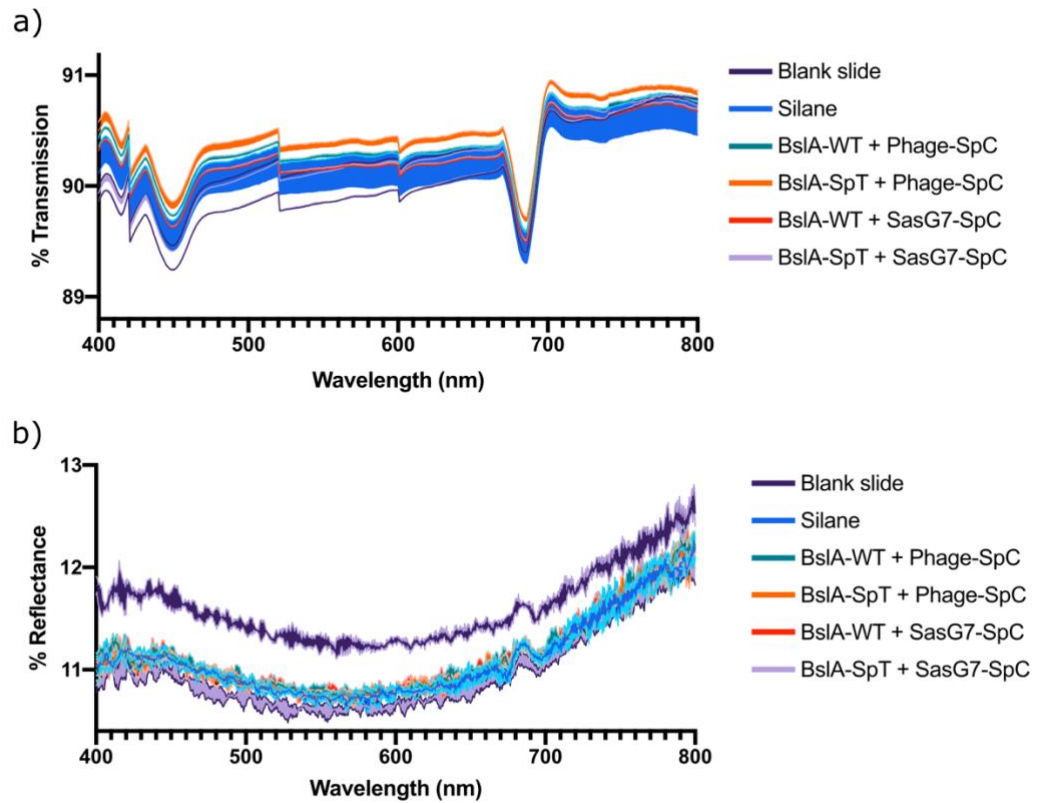 a)
91
90
89
% Transmission
400 500 600 700 800
Wavelength (nm)
Blank slide
Silane
BslA-WT + Phage-SpC
BslA-SpT + Phage-SpC
BslA-WT + SasG7-SpC
BslA-SpT + SasG7-SpC
b)
13
12
11
% Reflectance
400 500 600 700 800
Wavelength (nm)
Blank slide
Silane
BslA-WT + Phage-SpC
BslA-SpT + Phage-SpC
BslA-WT + SasG7-SpC
BslA-SpT + SasG7-SpC